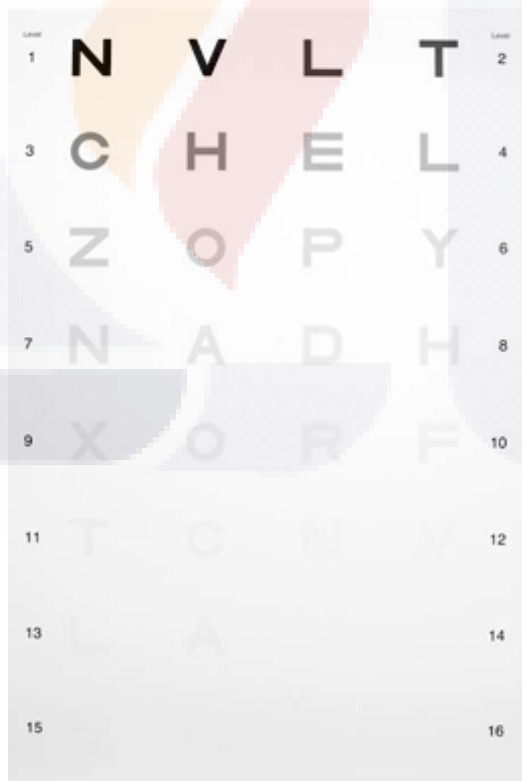 Level Level
1 N V L T 2
3 C H E L 4
5 Z O P Y 6
7 N A D H 8
9 X O R F 10
11 T C N V 12
13 L A 14
15 16